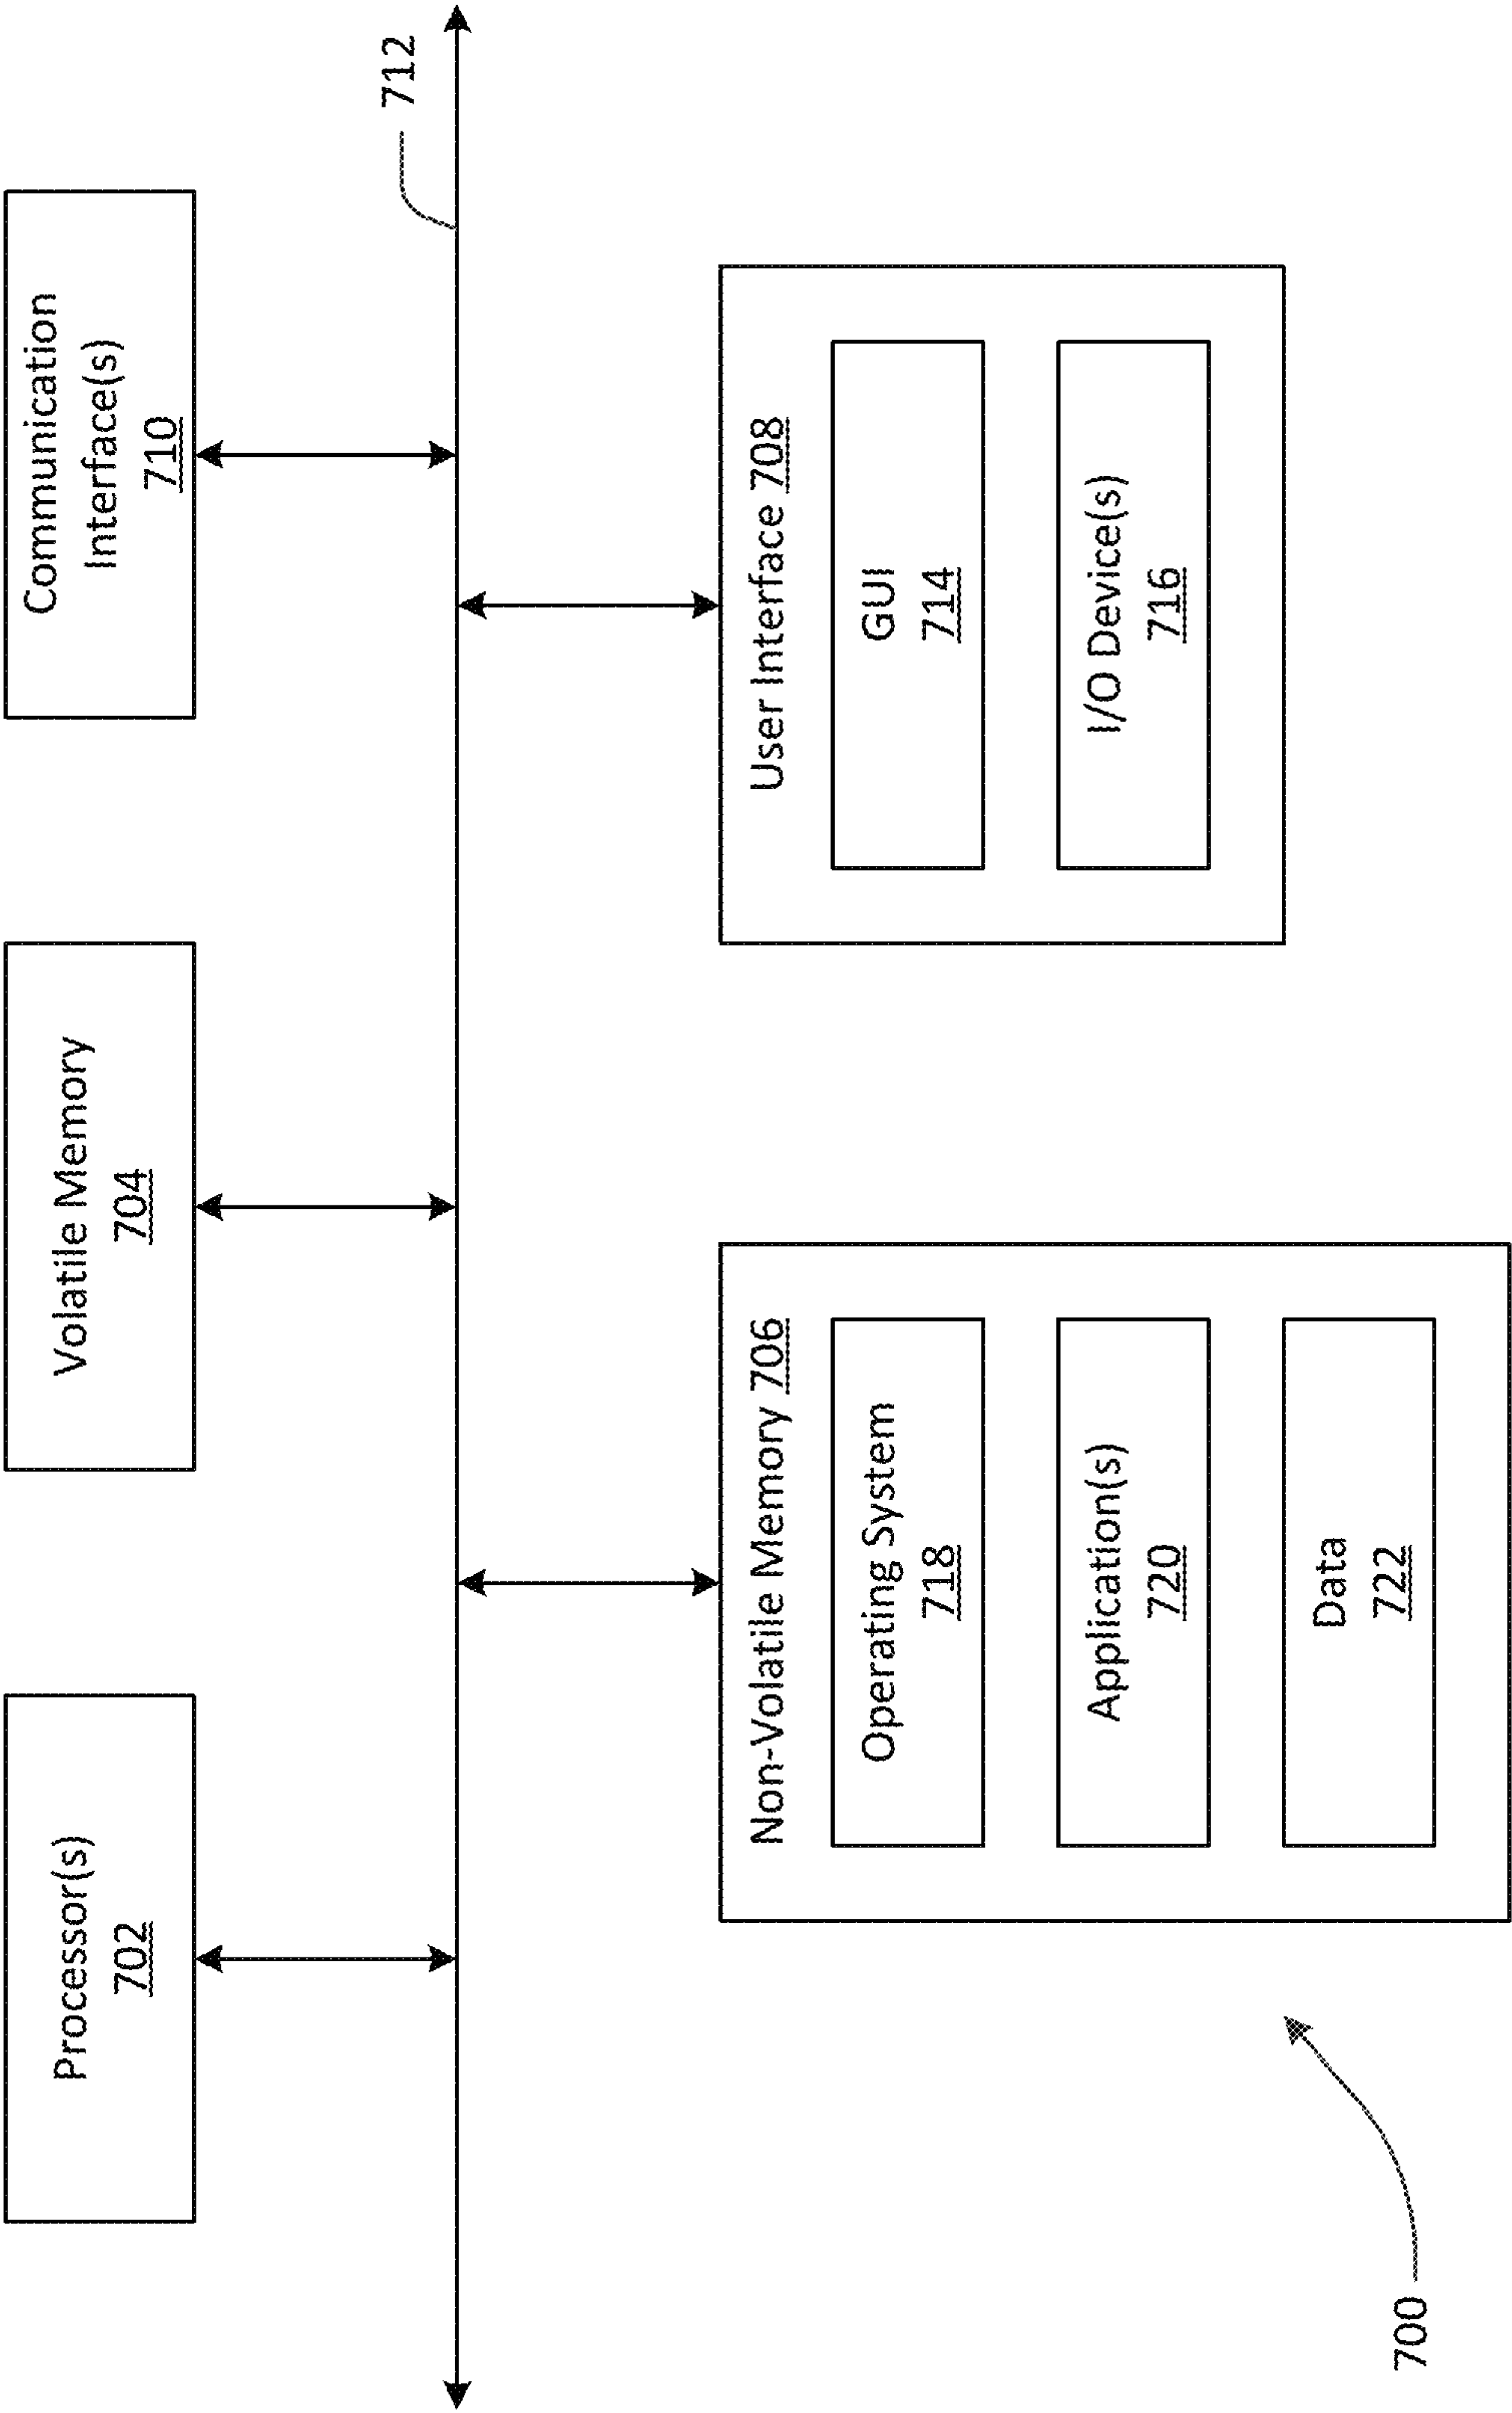 Processor(s)
702
Volatile Memory
704
Communication
Interface(s)
710
712
Non-Volatile Memory 706
Operating System
718
Application(s)
720
Data
722
User Interface 708
GUI
714
I/O Device(s)
716
700